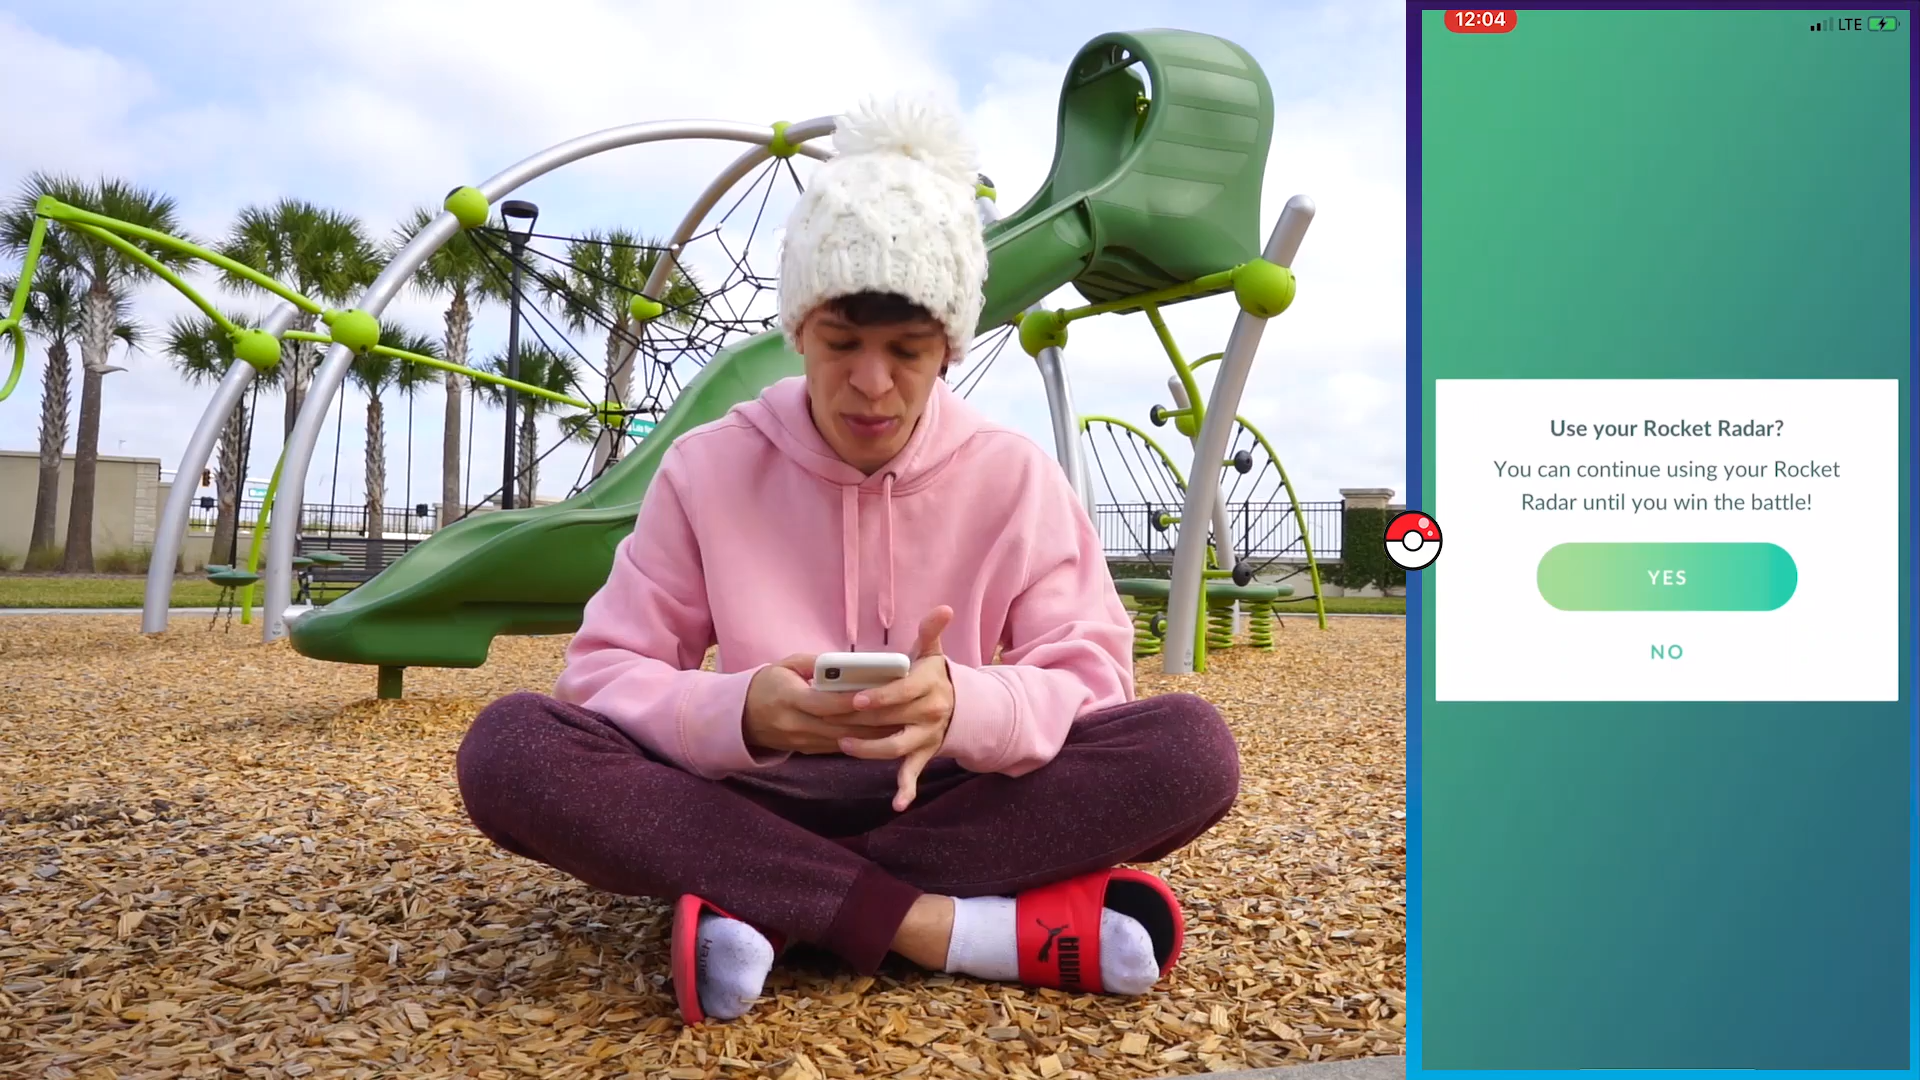 12:04
LTE
Use your Rocket Radar?
You can continue using your Rocket
Radar until you win the battle!
YES
NO
PUMA